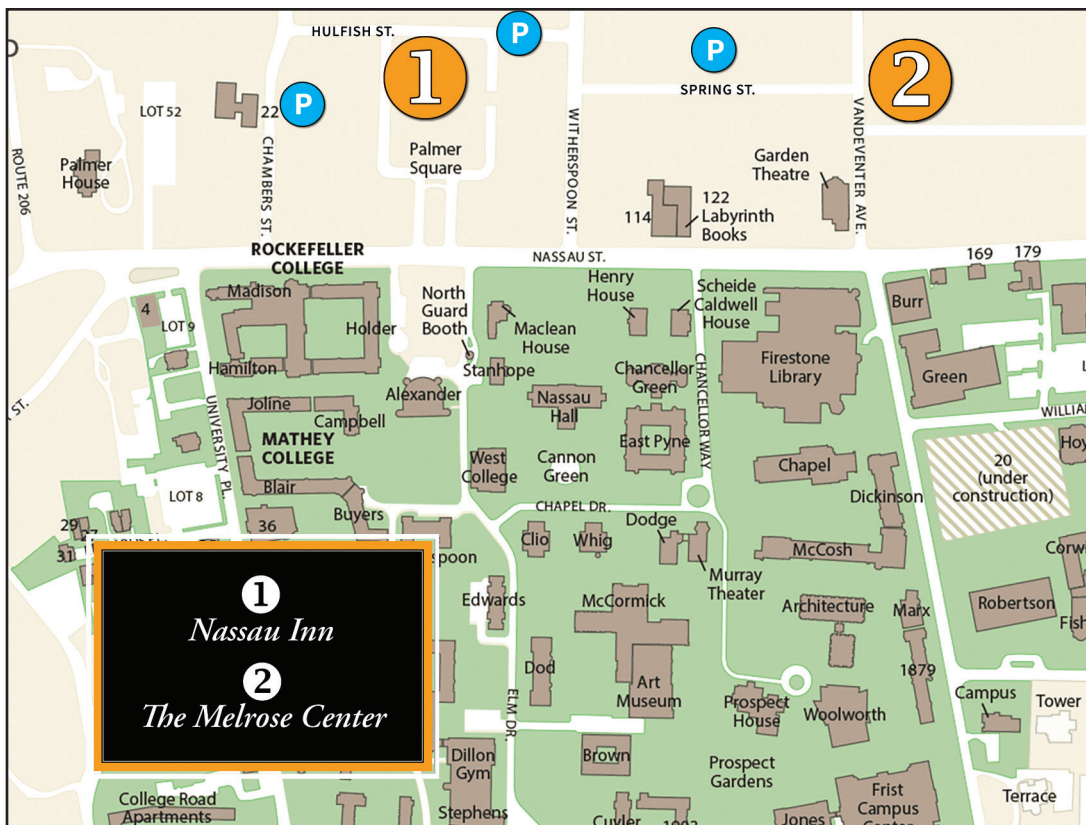 HULFISH ST.
P
P
P
1
2
SPRING ST.
LOT 52
22
CHAMBERS ST.
WITHERSPOON ST.
VANDEVENTER AVE.
ROUTE 206
Palmer
House
Palmer
Square
Garden
Theatre
114
122
Labyrinth
Books
NASSAU ST.
ROCKEFELLER
COLLEGE
Madison
Holder
Hamilton
4
LOT 9
North
Guard
Booth
Maclean
House
Henry
House
Scheide
Caldwell
House
169
179
Burr
Stanhope
Alexander
Chancellor
Green
Firestone
Library
Green
ST.
UNIVERSITY PL.
Joline
Campbell
Nassau
Hall
East Pyne
CHANCELLOR WAY
MATHEY
COLLEGE
Blair
West
College
Cannon
Green
Chapel
Dickinson
20
(under
construction)
LOT 8
36
Buyers
CHAPEL DR.
29
31
Clio
Whig
Dodge
Murray
Theater
McCosh
spoon
Edwards
McCormick
Architecture
Marx
Robertson
1
Nassau Inn
2
The Melrose Center
Dod
Art
Museum
Prospect
House
Woolworth
1879
Campus
Tower
ELM DR.
Dillon
Gym
Brown
Prospect
Gardens
Terrace
College Road
Apartments
Stephens
Cuyler
Jones
Frist
Campus